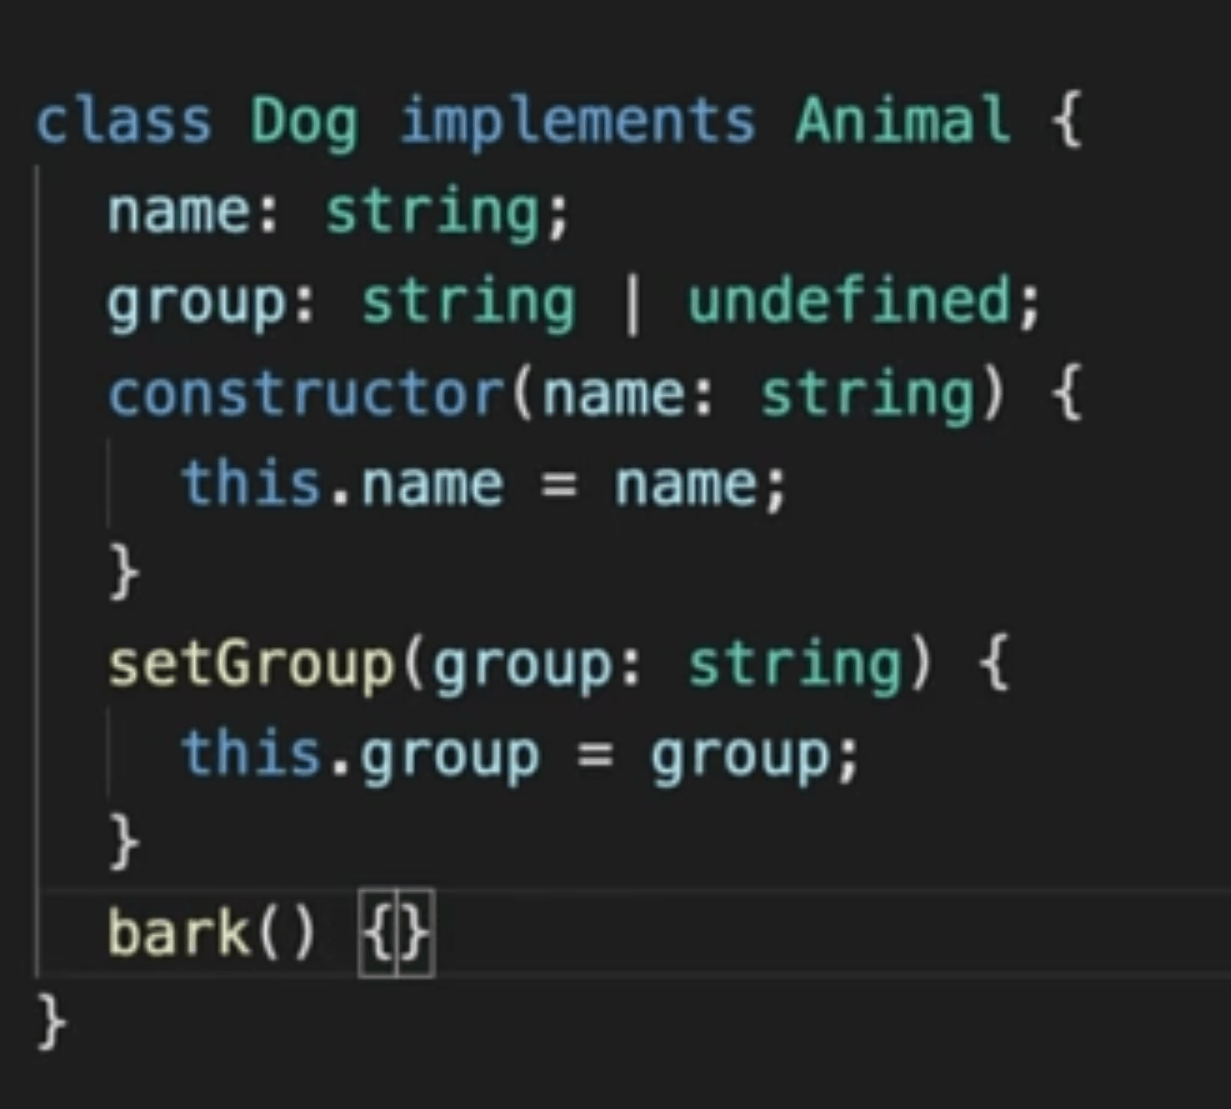 class Dog implements Animal {
name: string;
group: string | undefined;
constructor(name: string) {
this.name = name;
}
setGroup(group: string) {
this.group = group;
}
bark() {}
}